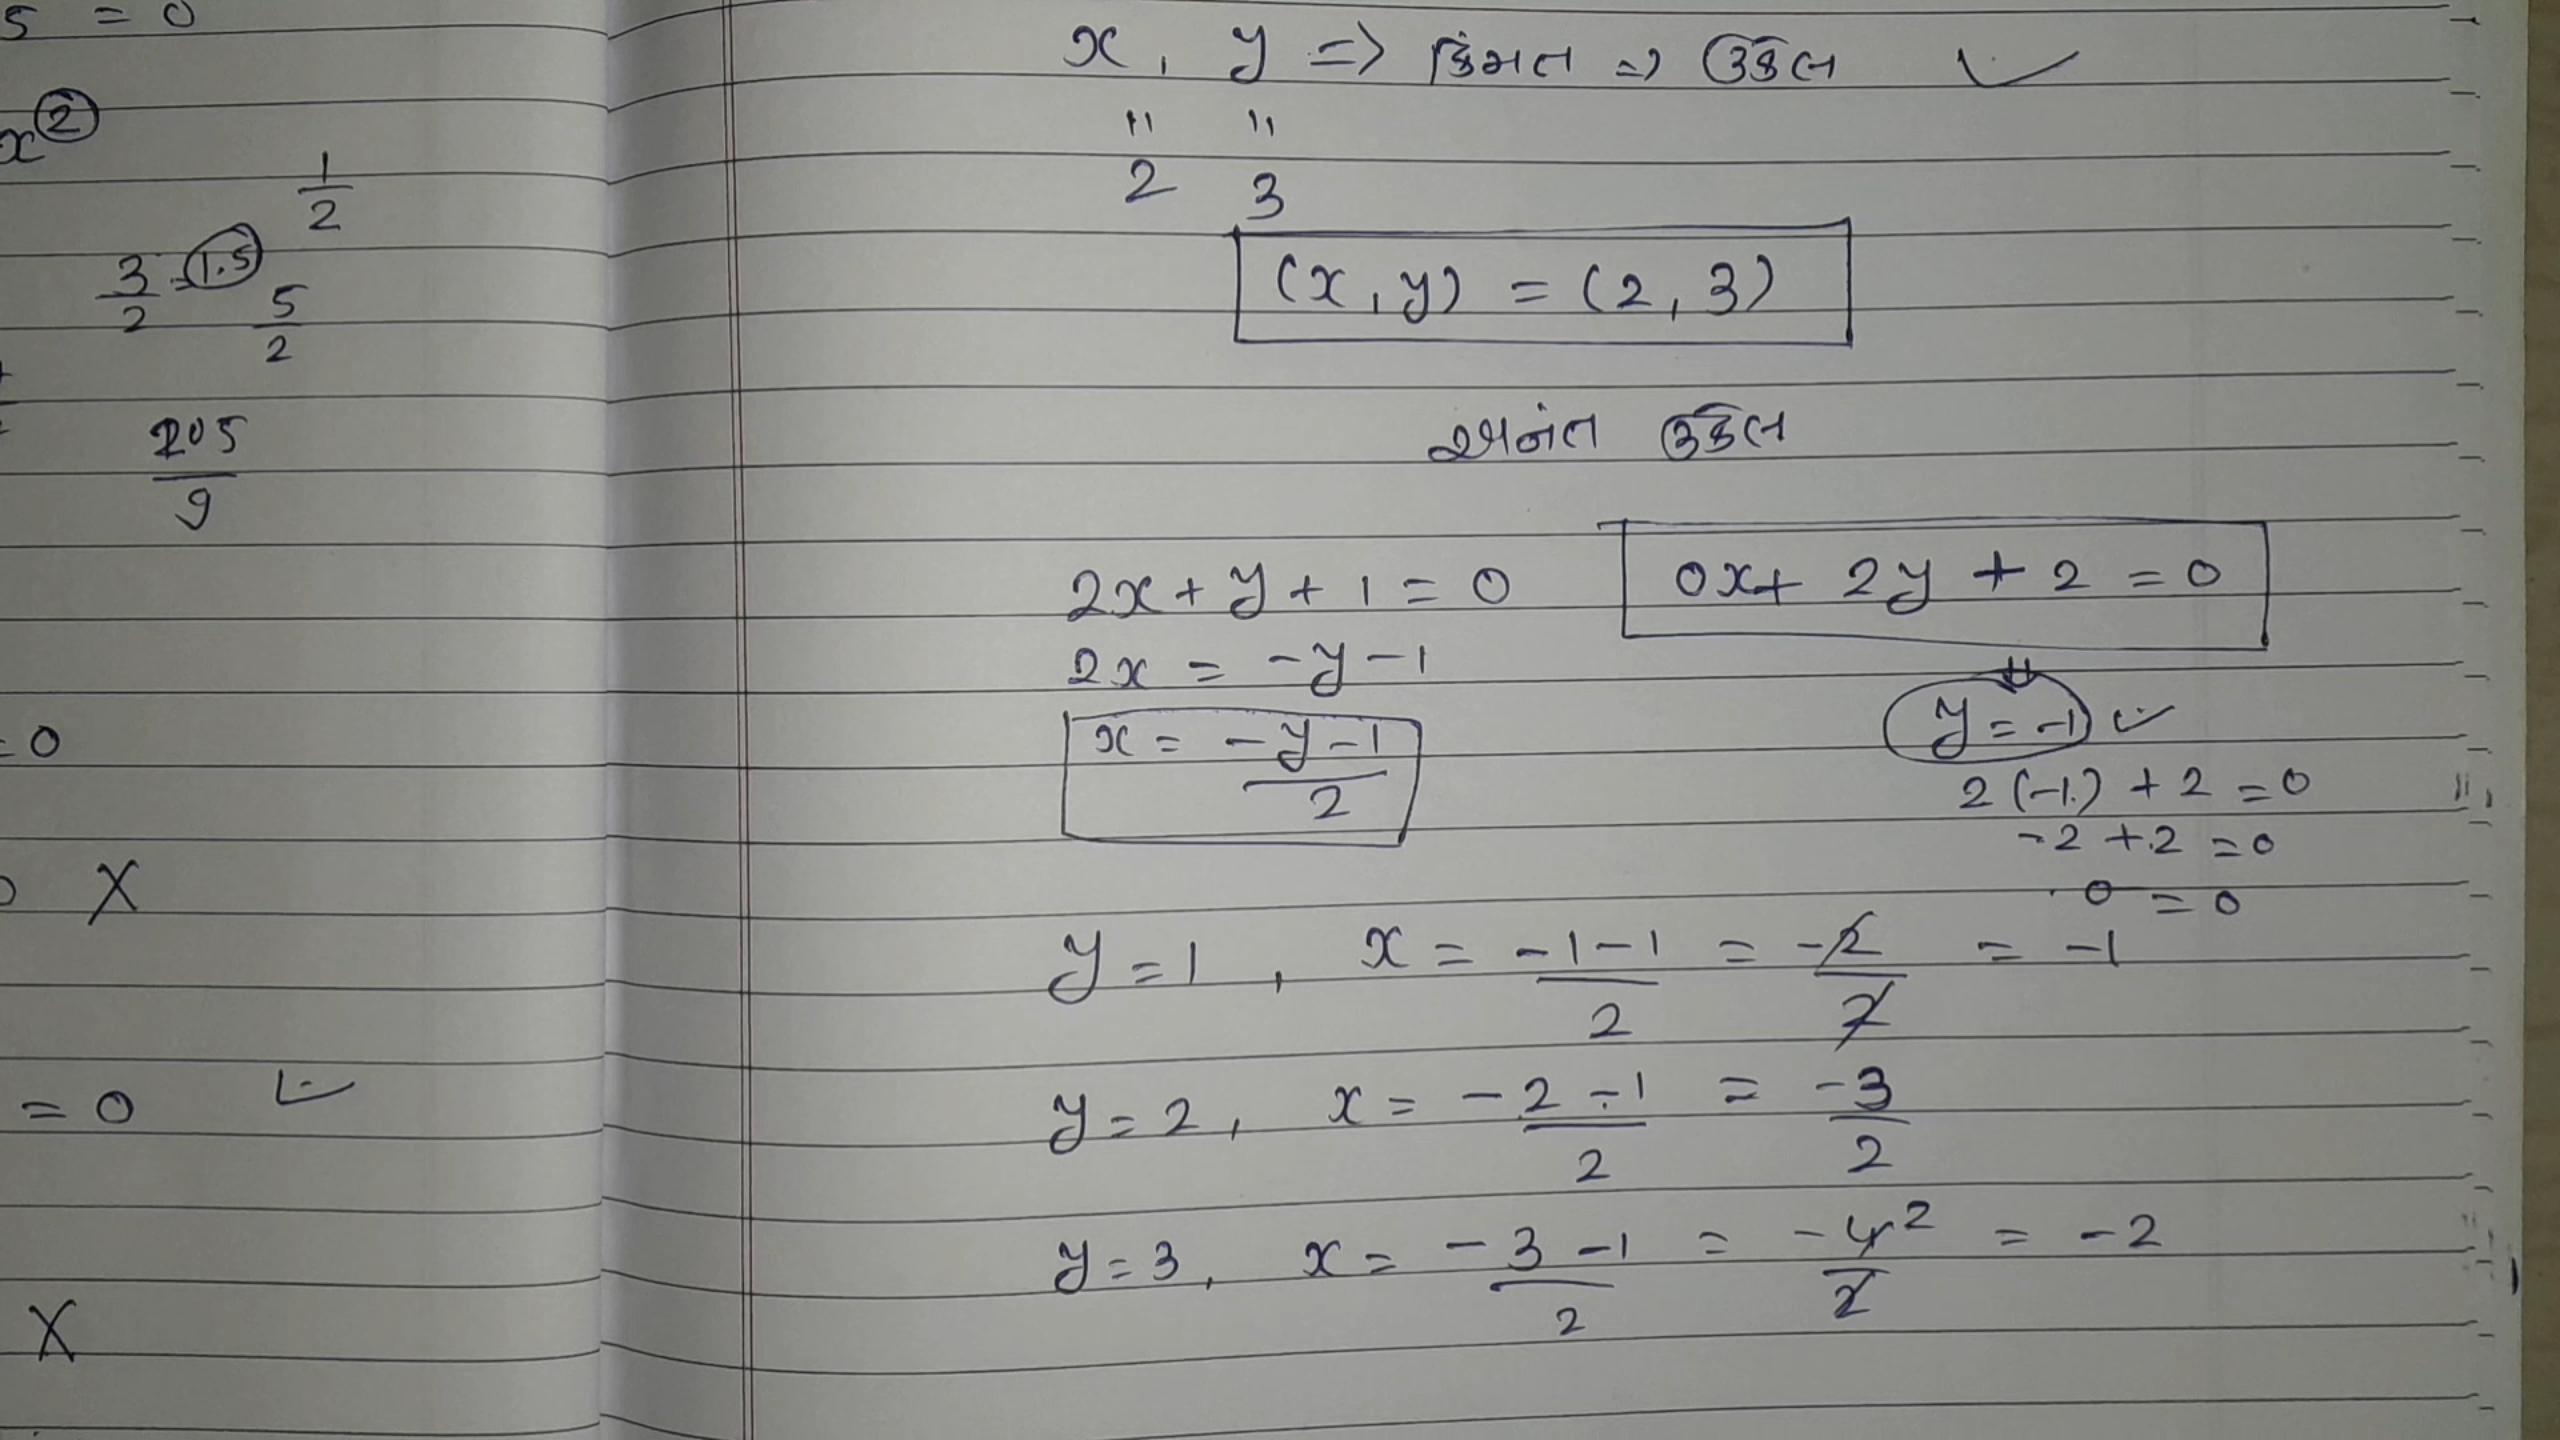 5 = 0
x²
1/2
3/2 = 1.5
5/2
205/9
= 0
X
= 0
X
x, y => કિંમત => ઉકેલ
" "
2 3
(x, y) = (2, 3)
અનંત ઉકેલ
2x + y + 1 = 0
0x + 2y + 2 = 0
2x = -y - 1
x = -y-1/2
y = -1
2(-1) + 2 = 0
-2 + 2 = 0
0 = 0
y = 1, x = -1-1/2 = -2/2 = -1
y = 2, x = -2-1/2 = -3/2
y = 3, x = -3-1/2 = -4²/2 = -2